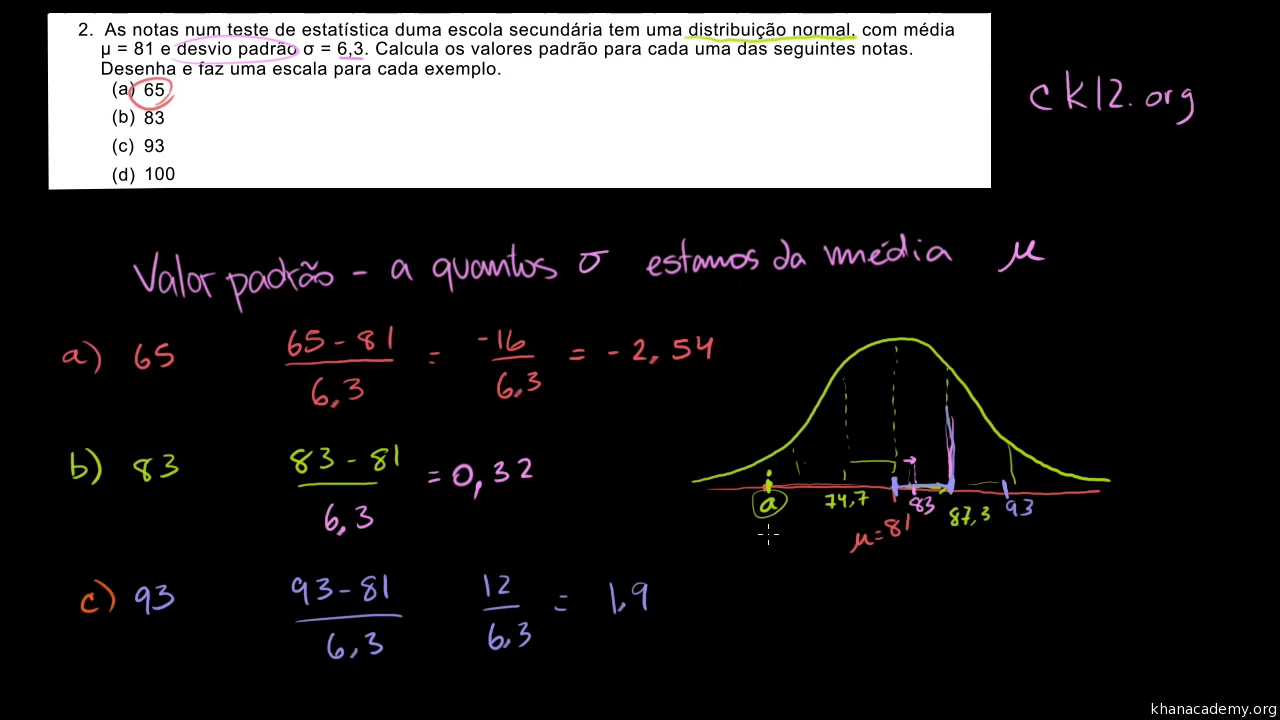 2. As notas num teste de estatística duma escola secundária tem uma distribuição normal, com média
μ = 81 e desvio padrão σ = 6,3. Calcula os valores padrão para cada uma das seguintes notas.
Desenha e faz uma escala para cada exemplo.
(a) 65
(b) 83
(c) 93
(d) 100
ck12.org
Valor padrão - a quantos σ estamos da média μ
a) 65 65 - 81 / 6,3 = -16 / 6,3 = - 2,54
b) 83 83 - 81 / 6,3 = 0,32
a 74,7 83 87,3 93
μ = 81
c) 93 93 - 81 / 6,3 12 / 6,3 = 1,9
khanacademy.org